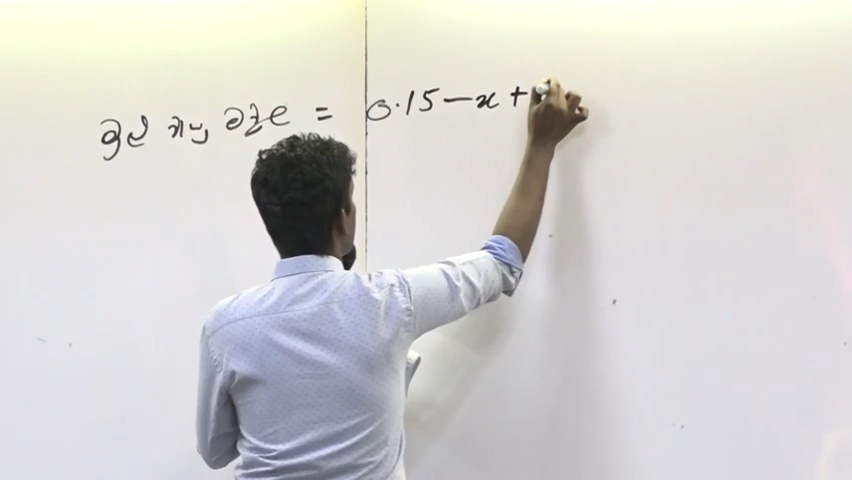 මුළු මවුල = 0.15 - x +